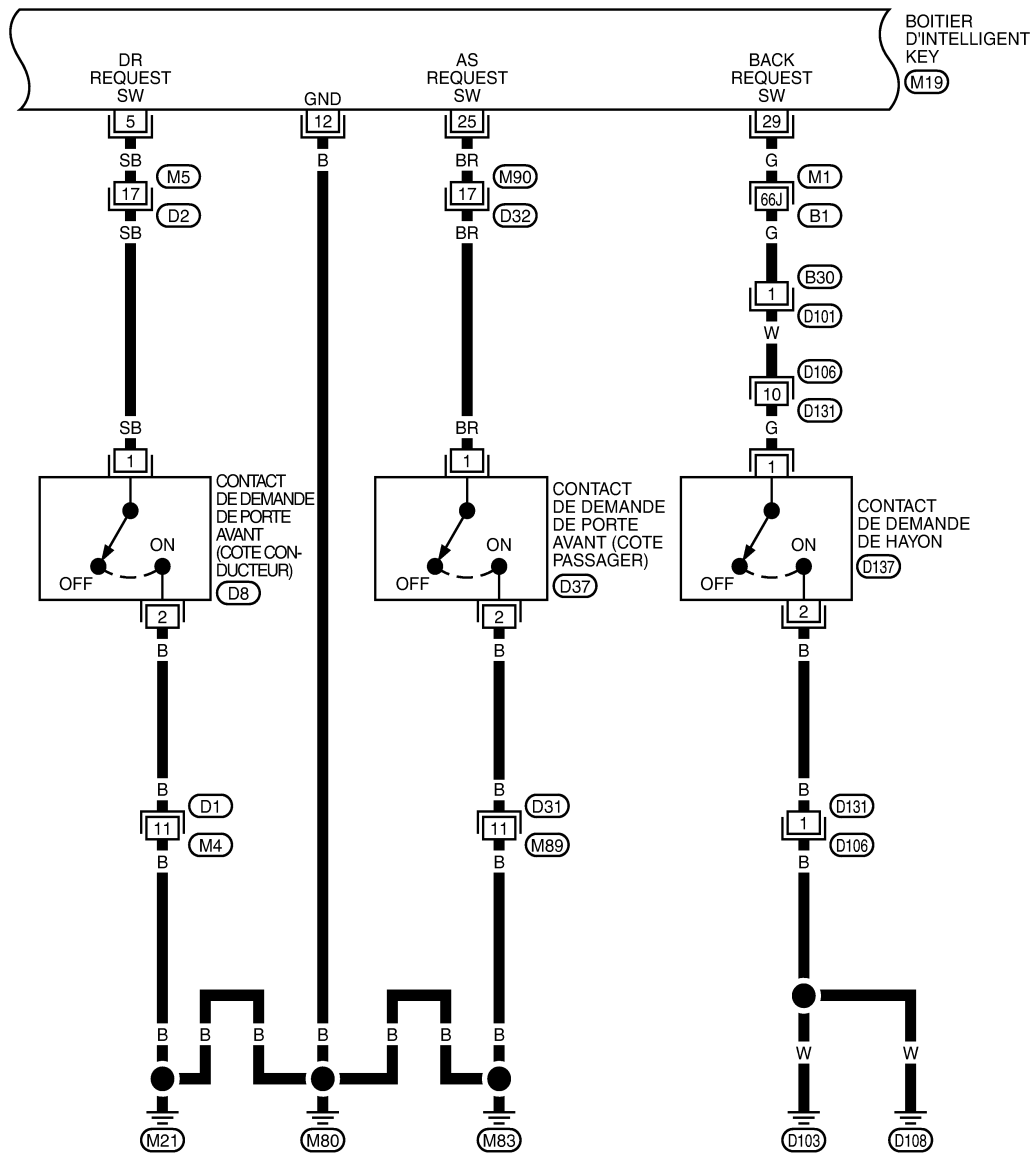 BOITIER
D'INTELLIGENT
KEY
M19
DR
REQUEST
SW
GND
AS
REQUEST
SW
BACK
REQUEST
SW
5
12
25
29
SB
B
BR
G
17
M5
D2
17
M90
D32
66J
M1
B1
SB
BR
G
1
B30
D101
W
10
D106
D131
SB
BR
G
1
1
1
CONTACT
DE DEMANDE
DE PORTE
AVANT
(COTE CON-
DUCTEUR)
D8
OFF
ON
CONTACT
DE DEMANDE
DE PORTE
AVANT (COTE
PASSAGER)
D37
OFF
ON
CONTACT
DE DEMANDE
DE HAYON
D137
OFF
ON
2
2
2
B
B
B
B
B
B
11
D1
M4
11
D31
M89
1
D131
D106
B
B
B
B
B
B
B
B
B
B
W
W
M21
M80
M83
D103
D108